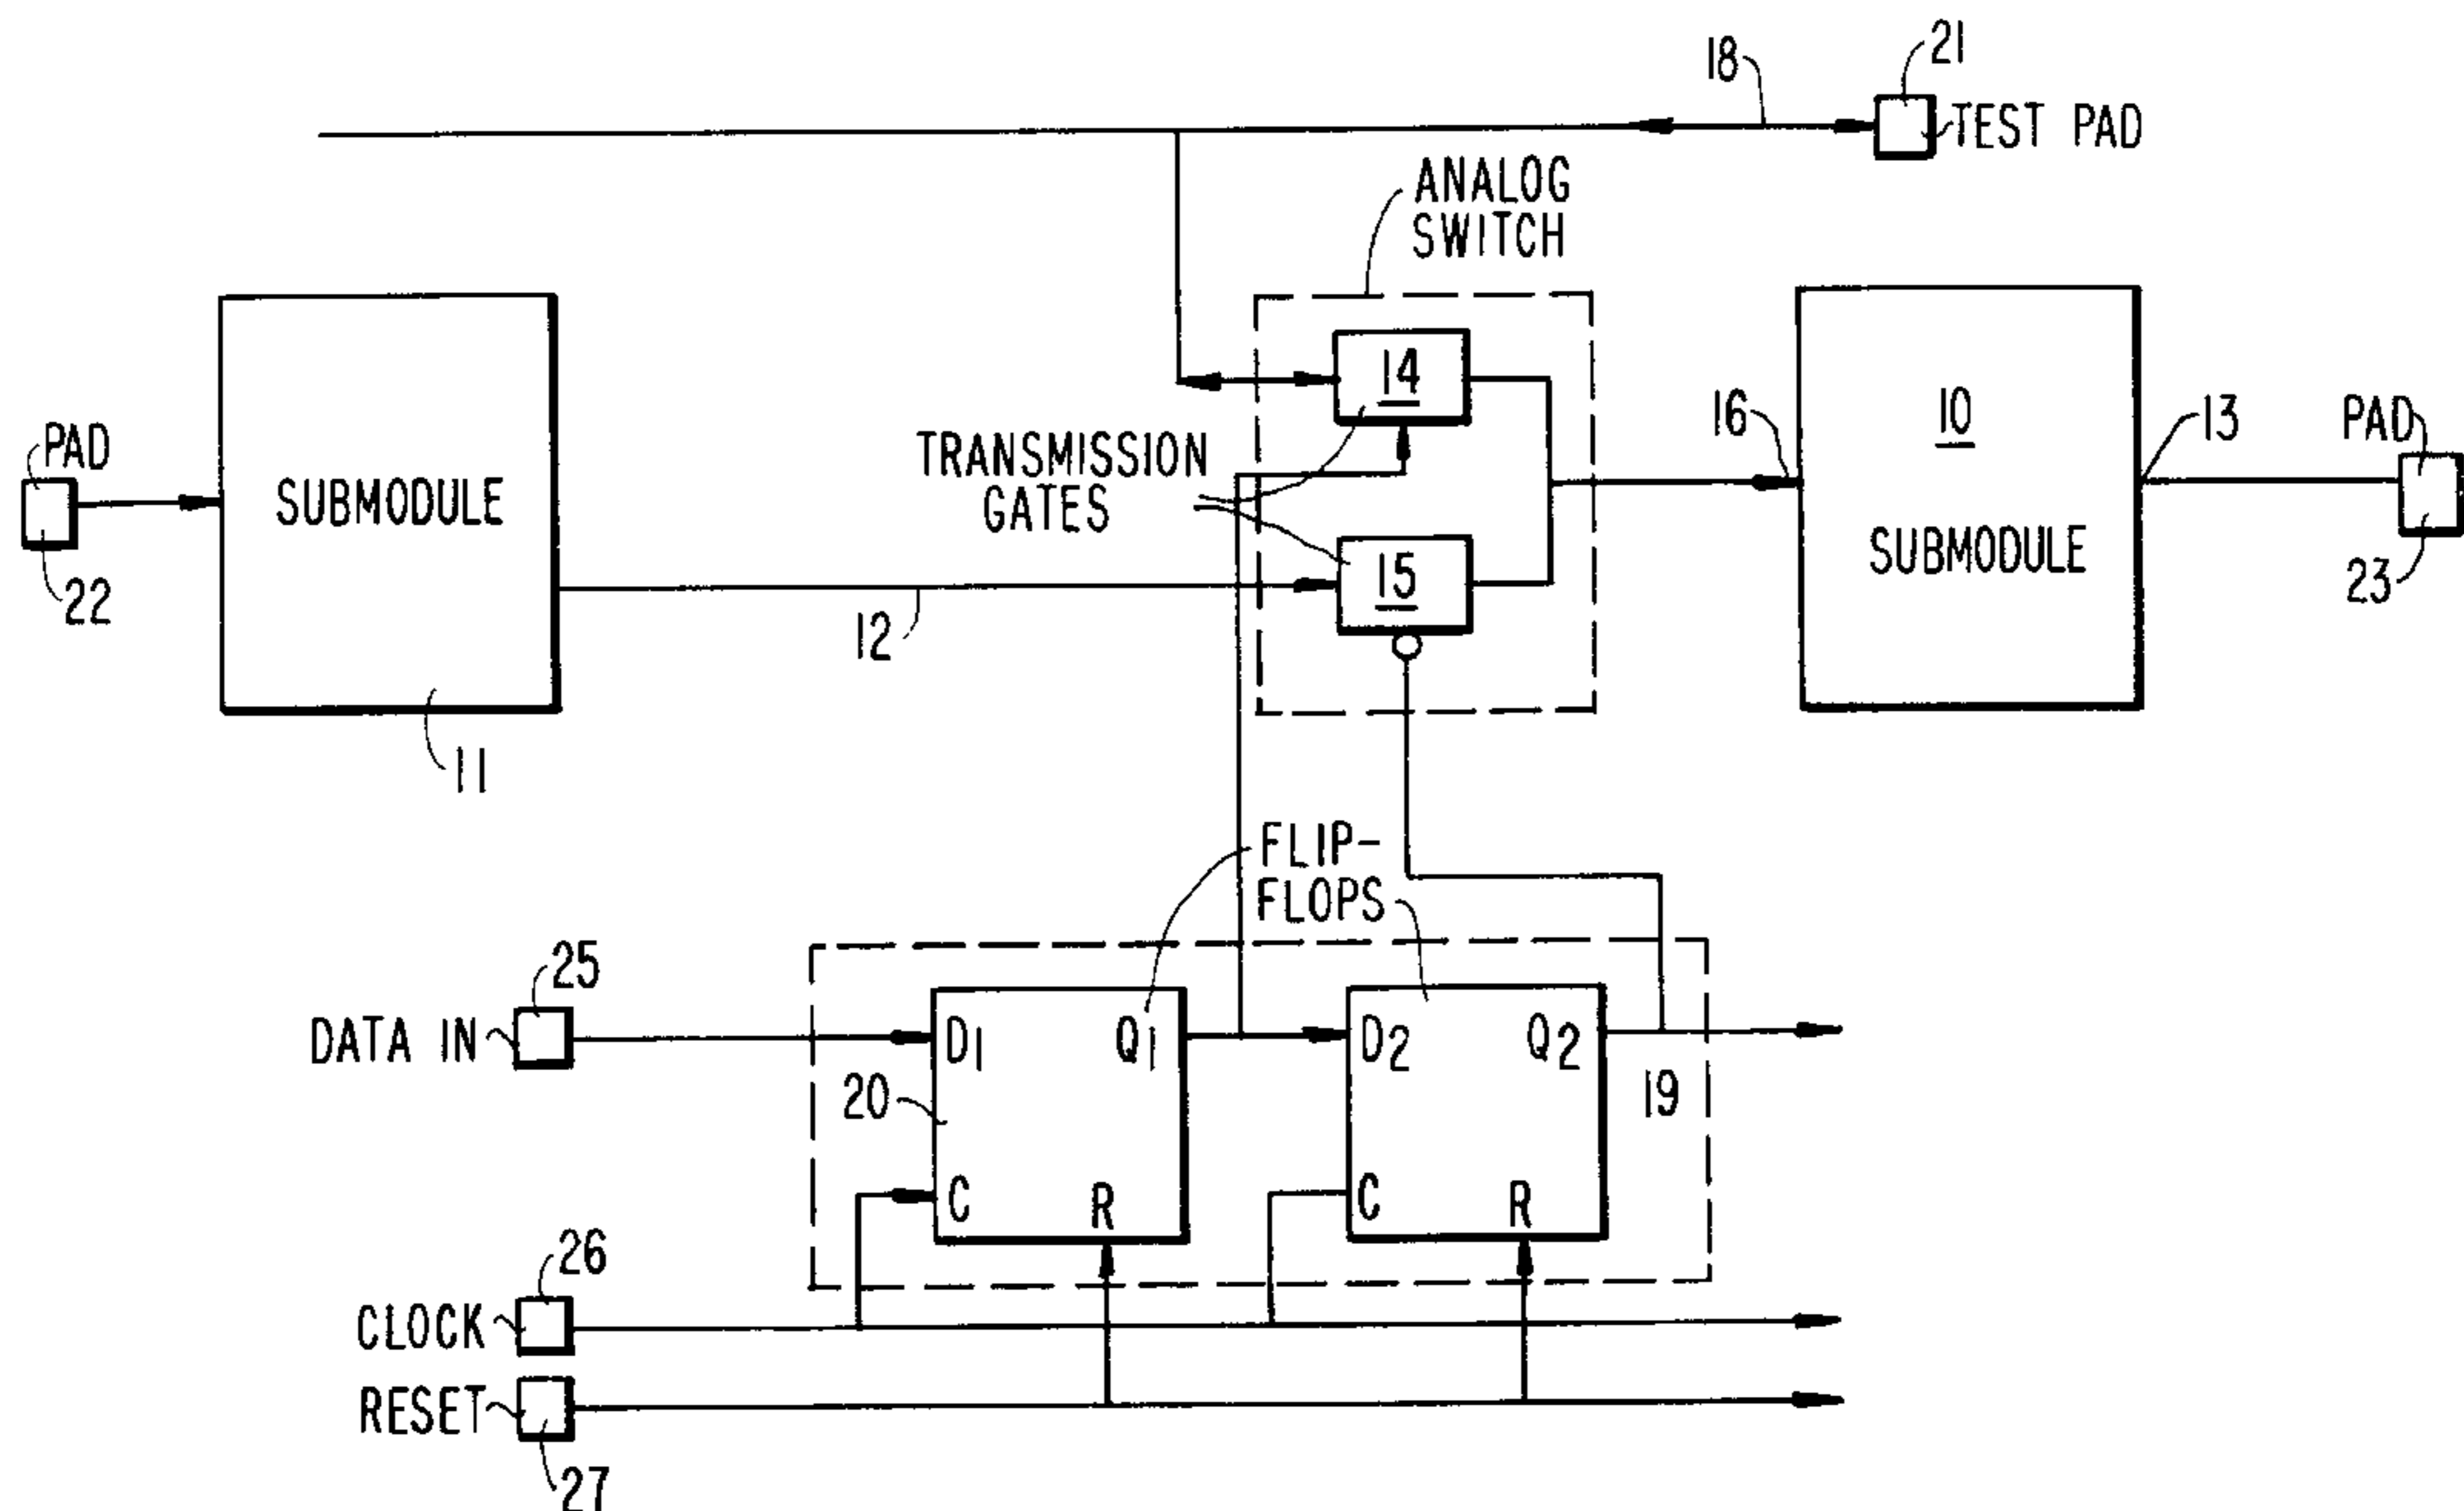 21
18
TEST PAD
ANALOG
SWITCH
14
10
16
13
PAD
PAD
TRANSMISSION
GATES
SUBMODULE
SUBMODULE
15
22
23
12
11
FLIP-
FLOPS
25
DATA IN
D1
Q1
D2
Q2
20
19
C
R
C
R
26
CLOCK
RESET
27